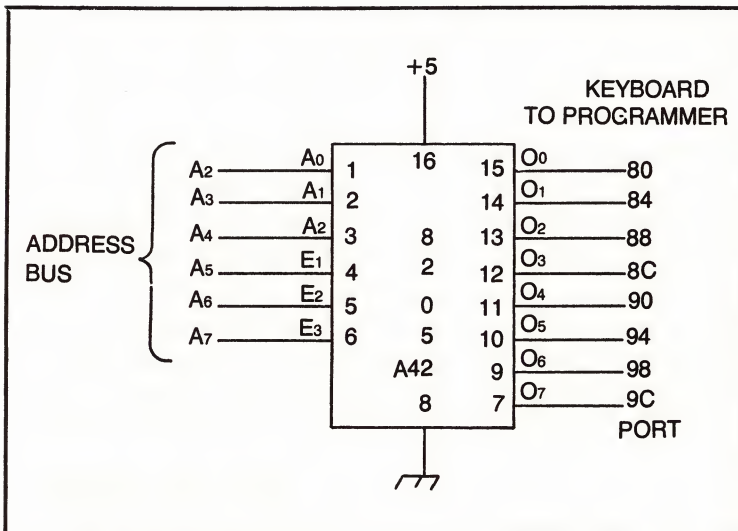 +5
KEYBOARD
TO PROGRAMMER
16
A2 A0 1 15 O0 80
A3 A1 2 14 O1 84
A4 A2 3 8 13 O2 88
ADDRESS
BUS
A5 E1 4 2 12 O3 8C
A6 E2 5 0 11 O4 90
A7 E3 6 5 10 O5 94
A42 9 O6 98
8 7 O7 9C
PORT